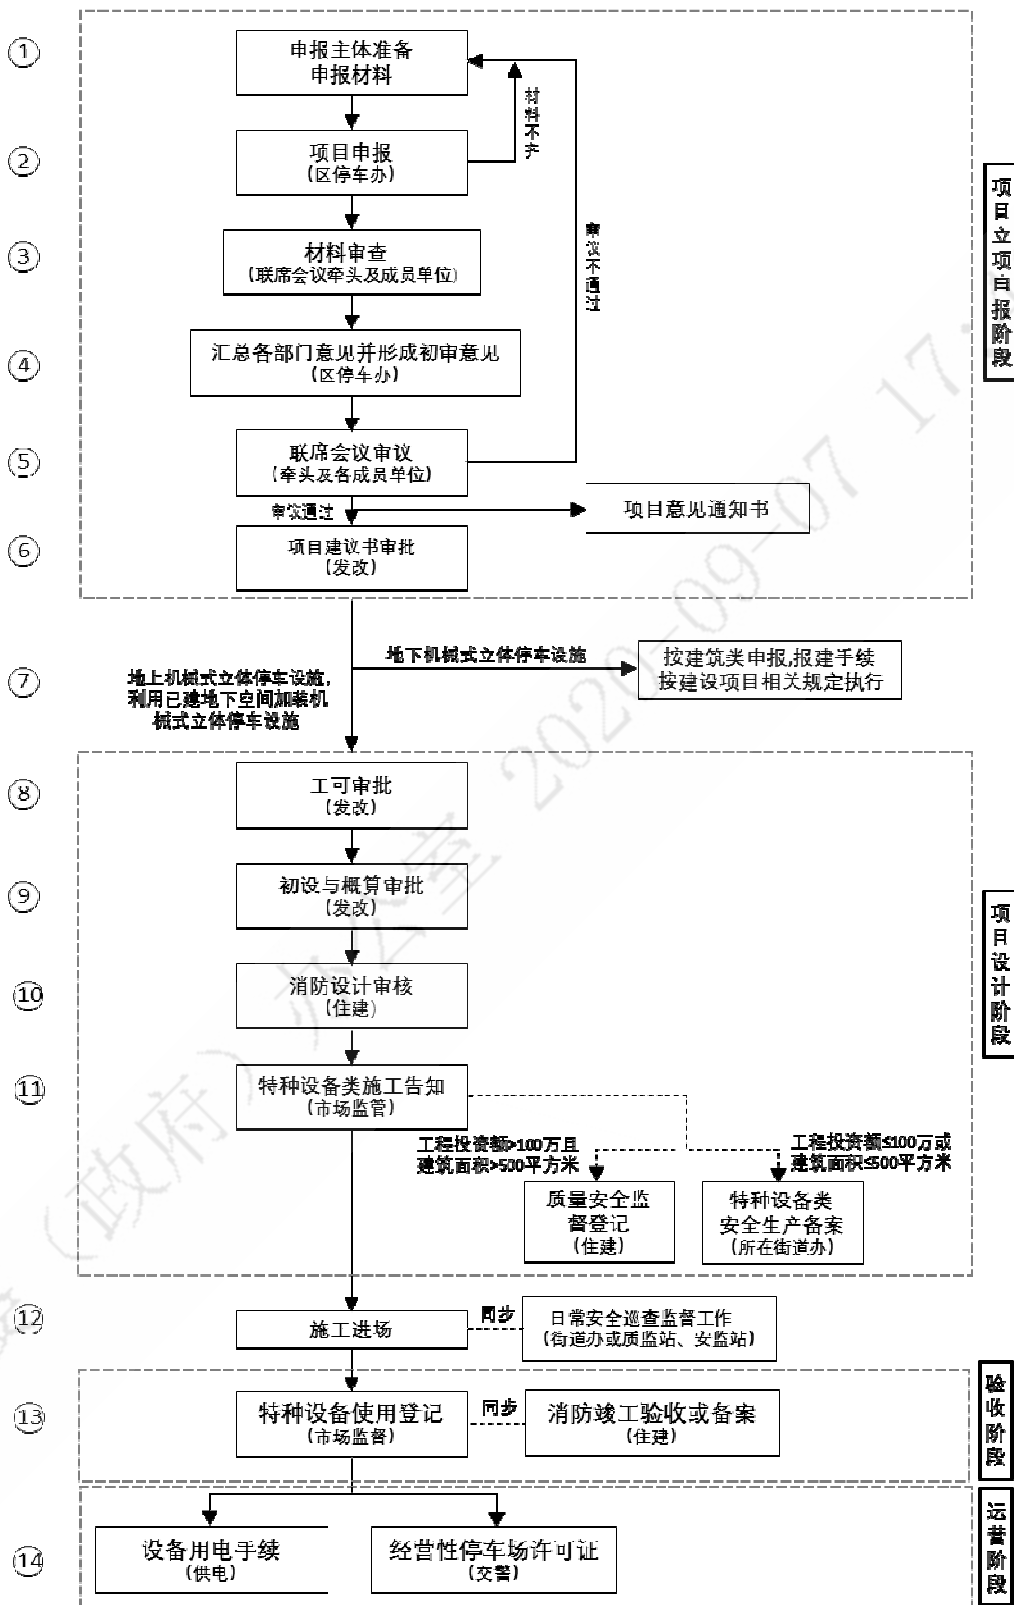 ①
申报主体准备
申报材料
材料不齐
②
项目申报
（区停车办）
项目立项申报阶段
③
材料审查
（联席会议牵头及成员单位）
审议不通过
④
汇总各部门意见并形成初审意见
（区停车办）
⑤
联席会议审议
（牵头及各成员单位）
审议通过
项目意见通知书
⑥
项目建议书审批
（发改）
⑦
地上机械式立体停车设施，
利用已建地下空间加装机
械式立体停车设施
地下机械式立体停车设施
按建筑类申报,报建手续
按建设项目相关规定执行
⑧
工可审批
（发改）
⑨
初设与概算审批
（发改）
项目设计阶段
⑩
消防设计审核
（住建）
⑪
特种设备类施工告知
（市场监管）
工程投资额>100万且
建筑面积>500平方米
工程投资额≤100万或
建筑面积≤500平方米
质量安全监
督登记
（住建）
特种设备类
安全生产备案
（所在街道办）
⑫
施工进场
同步
日常安全巡查监督工作
（街道办或质监站、安监站）
⑬
特种设备使用登记
（市场监督）
同步
消防竣工验收或备案
（住建）
验收阶段
⑭
设备用电手续
（供电）
经营性停车场许可证
（交警）
运营阶段
（政府）办公室 2020-09-07 17: